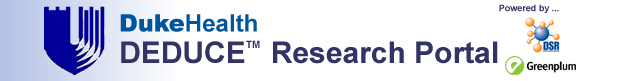 Powered by ...
DukeHealth
DEDUCE™ Research Portal
DSR
Greenplum